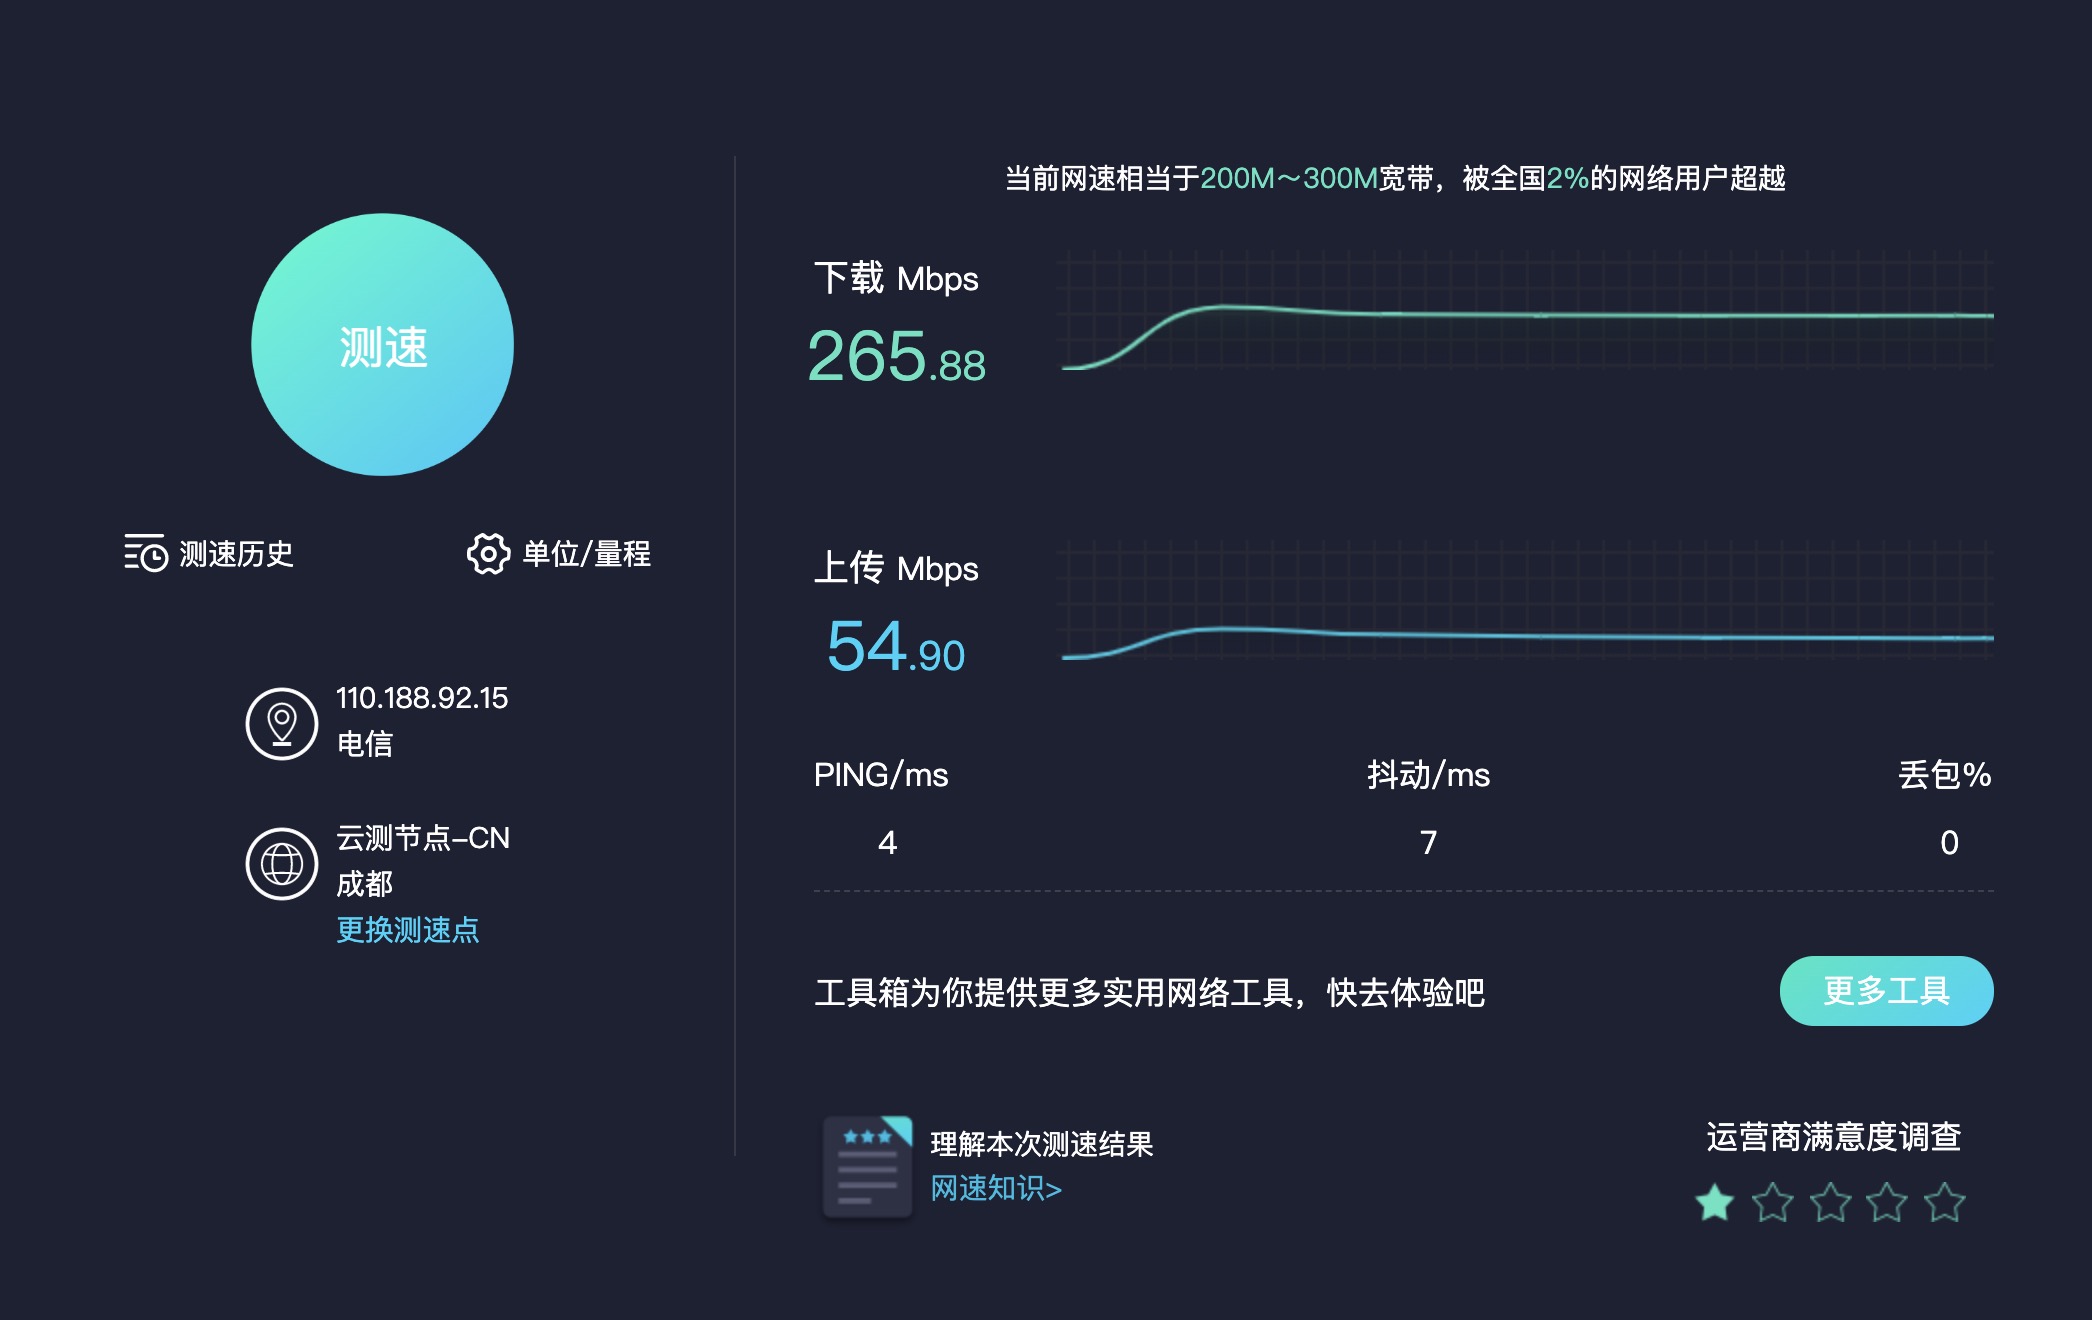 测速
测速历史
单位/量程
110.188.92.15
电信
云测节点-CN
成都
更换测速点
当前网速相当于200M~300M宽带，被全国2%的网络用户超越
下载 Mbps
265.88
上传 Mbps
54.90
PING/ms 抖动/ms 丢包%
4 7 0
工具箱为你提供更多实用网络工具，快去体验吧
更多工具
理解本次测速结果
网速知识>
运营商满意度调查